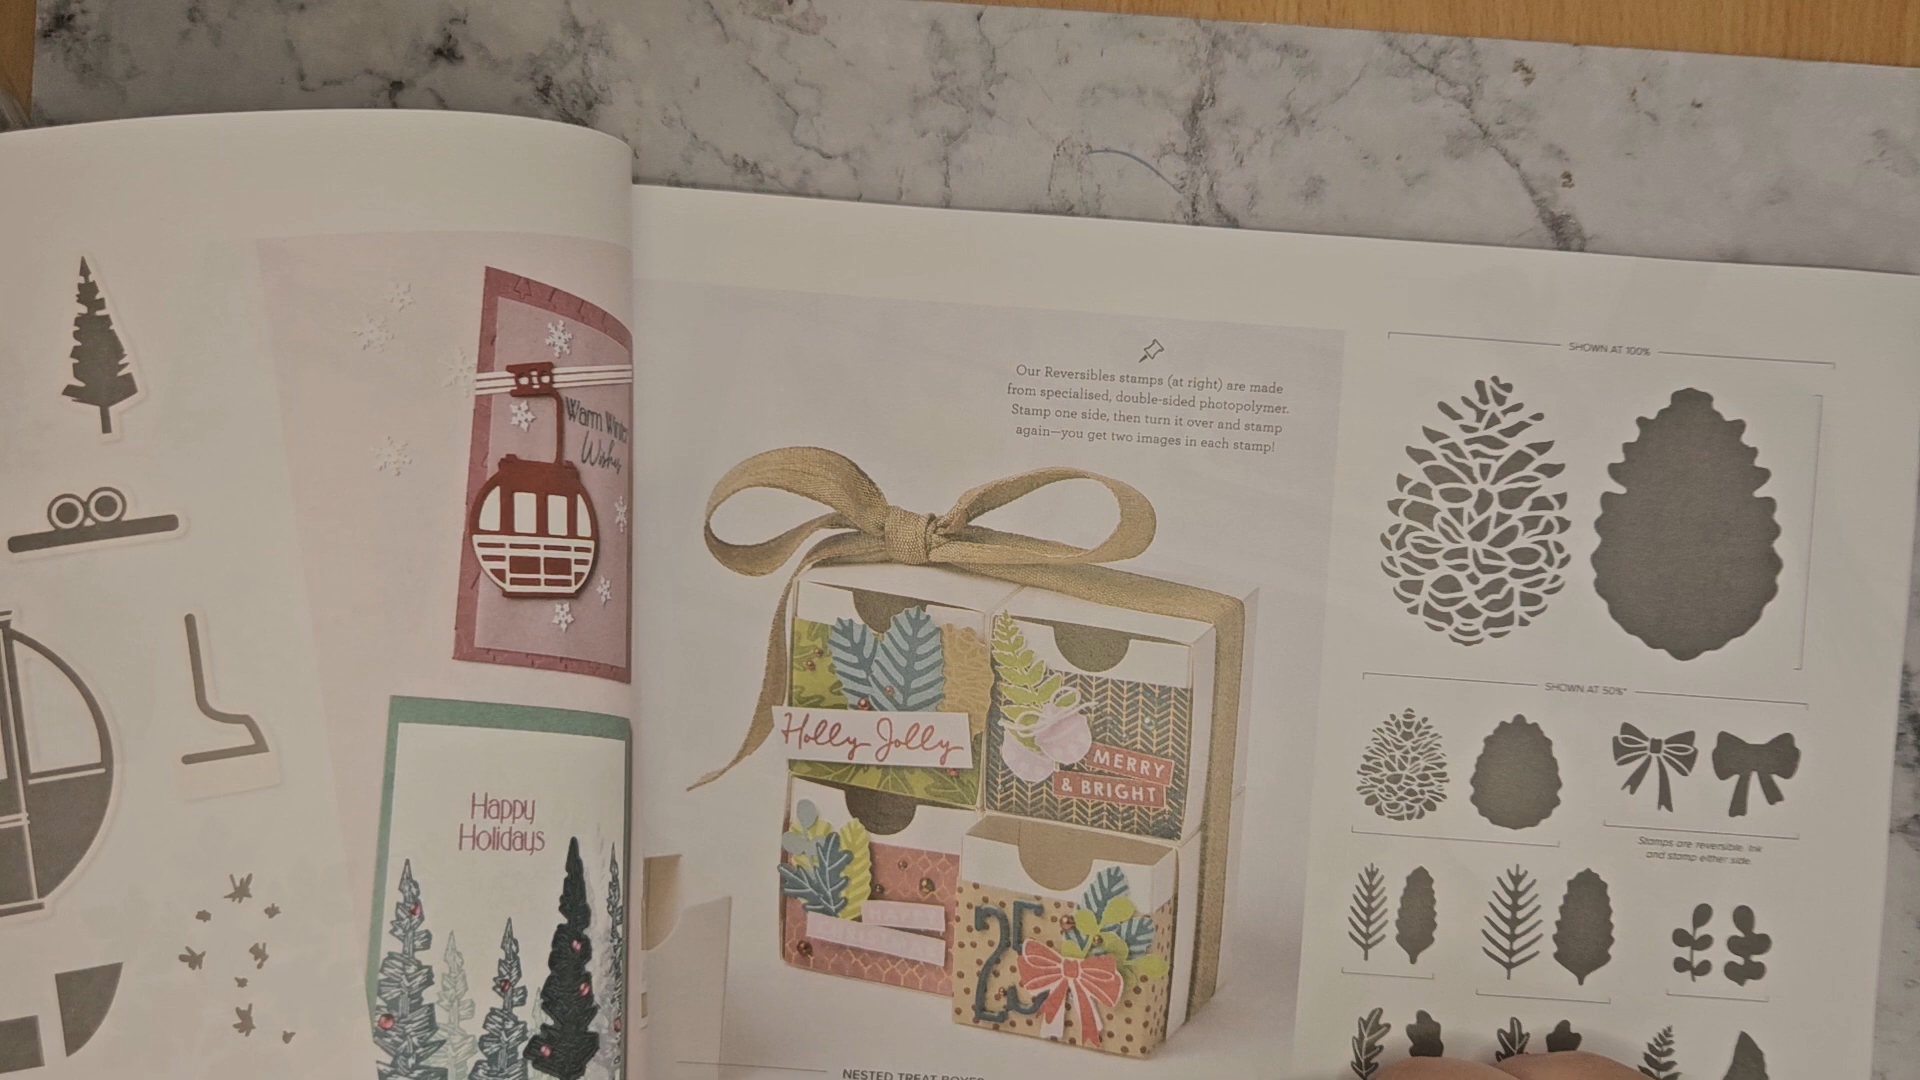 Warm Winter
Wishes
Happy
Holidays
Our Reversibles stamps (at right) are made
from specialised, double-sided photopolymer.
Stamp one side, then turn it over and stamp
again—you get two images in each stamp!
Holly Jolly
MERRY
& BRIGHT
HAPPY
CHRISTMAS
25
NESTED TREAT BOXES
SHOWN AT 100%
SHOWN AT 50%*
Stamps are reversible. Ink
and stamp either side.